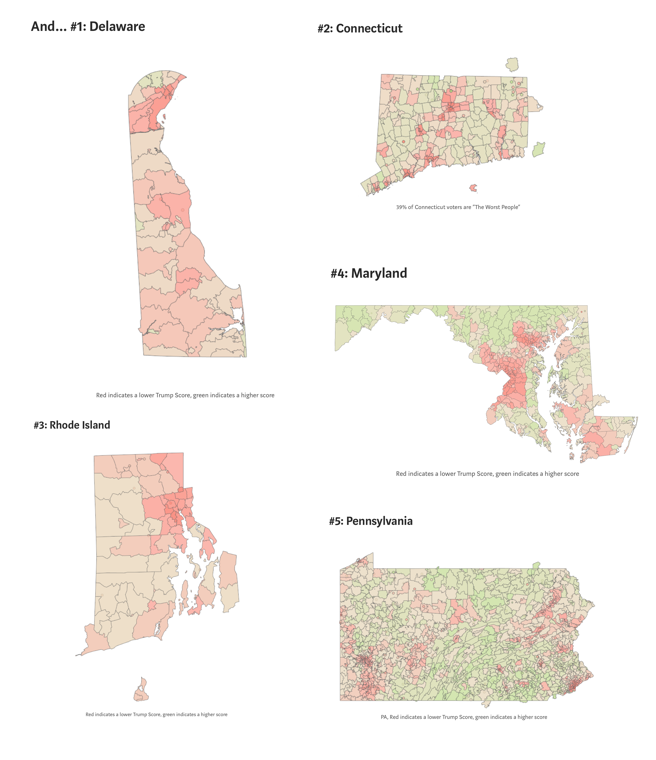 And... #1: Delaware
Red indicates a lower Trump Score, green indicates a higher score
#2: Connecticut
39% of Connecticut voters are "The Worst People"
#3: Rhode Island
Red indicates a lower Trump Score, green indicates a higher score
#4: Maryland
Red indicates a lower Trump Score, green indicates a higher score
#5: Pennsylvania
PA, Red indicates a lower Trump Score, green indicates a higher score